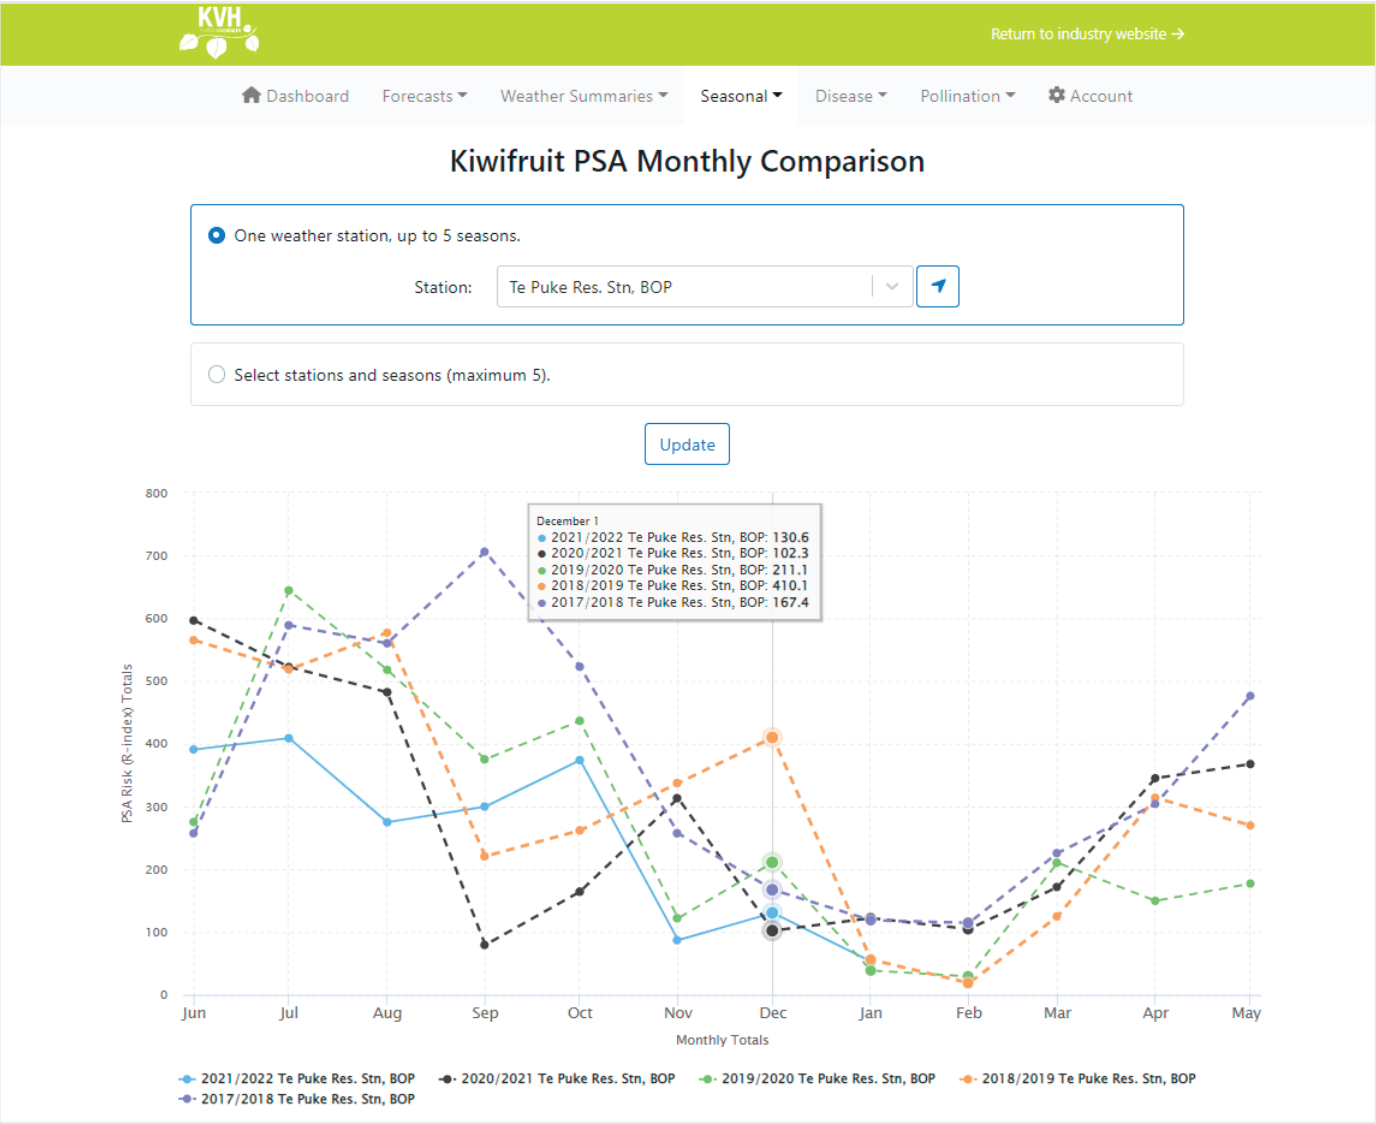 KVH
Return to industry website →
Dashboard Forecasts Weather Summaries Seasonal Disease Pollination Account
Kiwifruit PSA Monthly Comparison
One weather station, up to 5 seasons.
Station: Te Puke Res. Stn, BOP
Select stations and seasons (maximum 5).
Update
800
700
600
500
400
300
200
100
0
PSA Risk (R-index) Totals
December 1
2021/2022 Te Puke Res. Stn, BOP: 130.6
2020/2021 Te Puke Res. Stn, BOP: 102.3
2019/2020 Te Puke Res. Stn, BOP: 211.1
2018/2019 Te Puke Res. Stn, BOP: 410.1
2017/2018 Te Puke Res. Stn, BOP: 167.4
Jun Jul Aug Sep Oct Nov Dec Jan Feb Mar Apr May
Monthly Totals
2021/2022 Te Puke Res. Stn, BOP 2020/2021 Te Puke Res. Stn, BOP 2019/2020 Te Puke Res. Stn, BOP 2018/2019 Te Puke Res. Stn, BOP
2017/2018 Te Puke Res. Stn, BOP